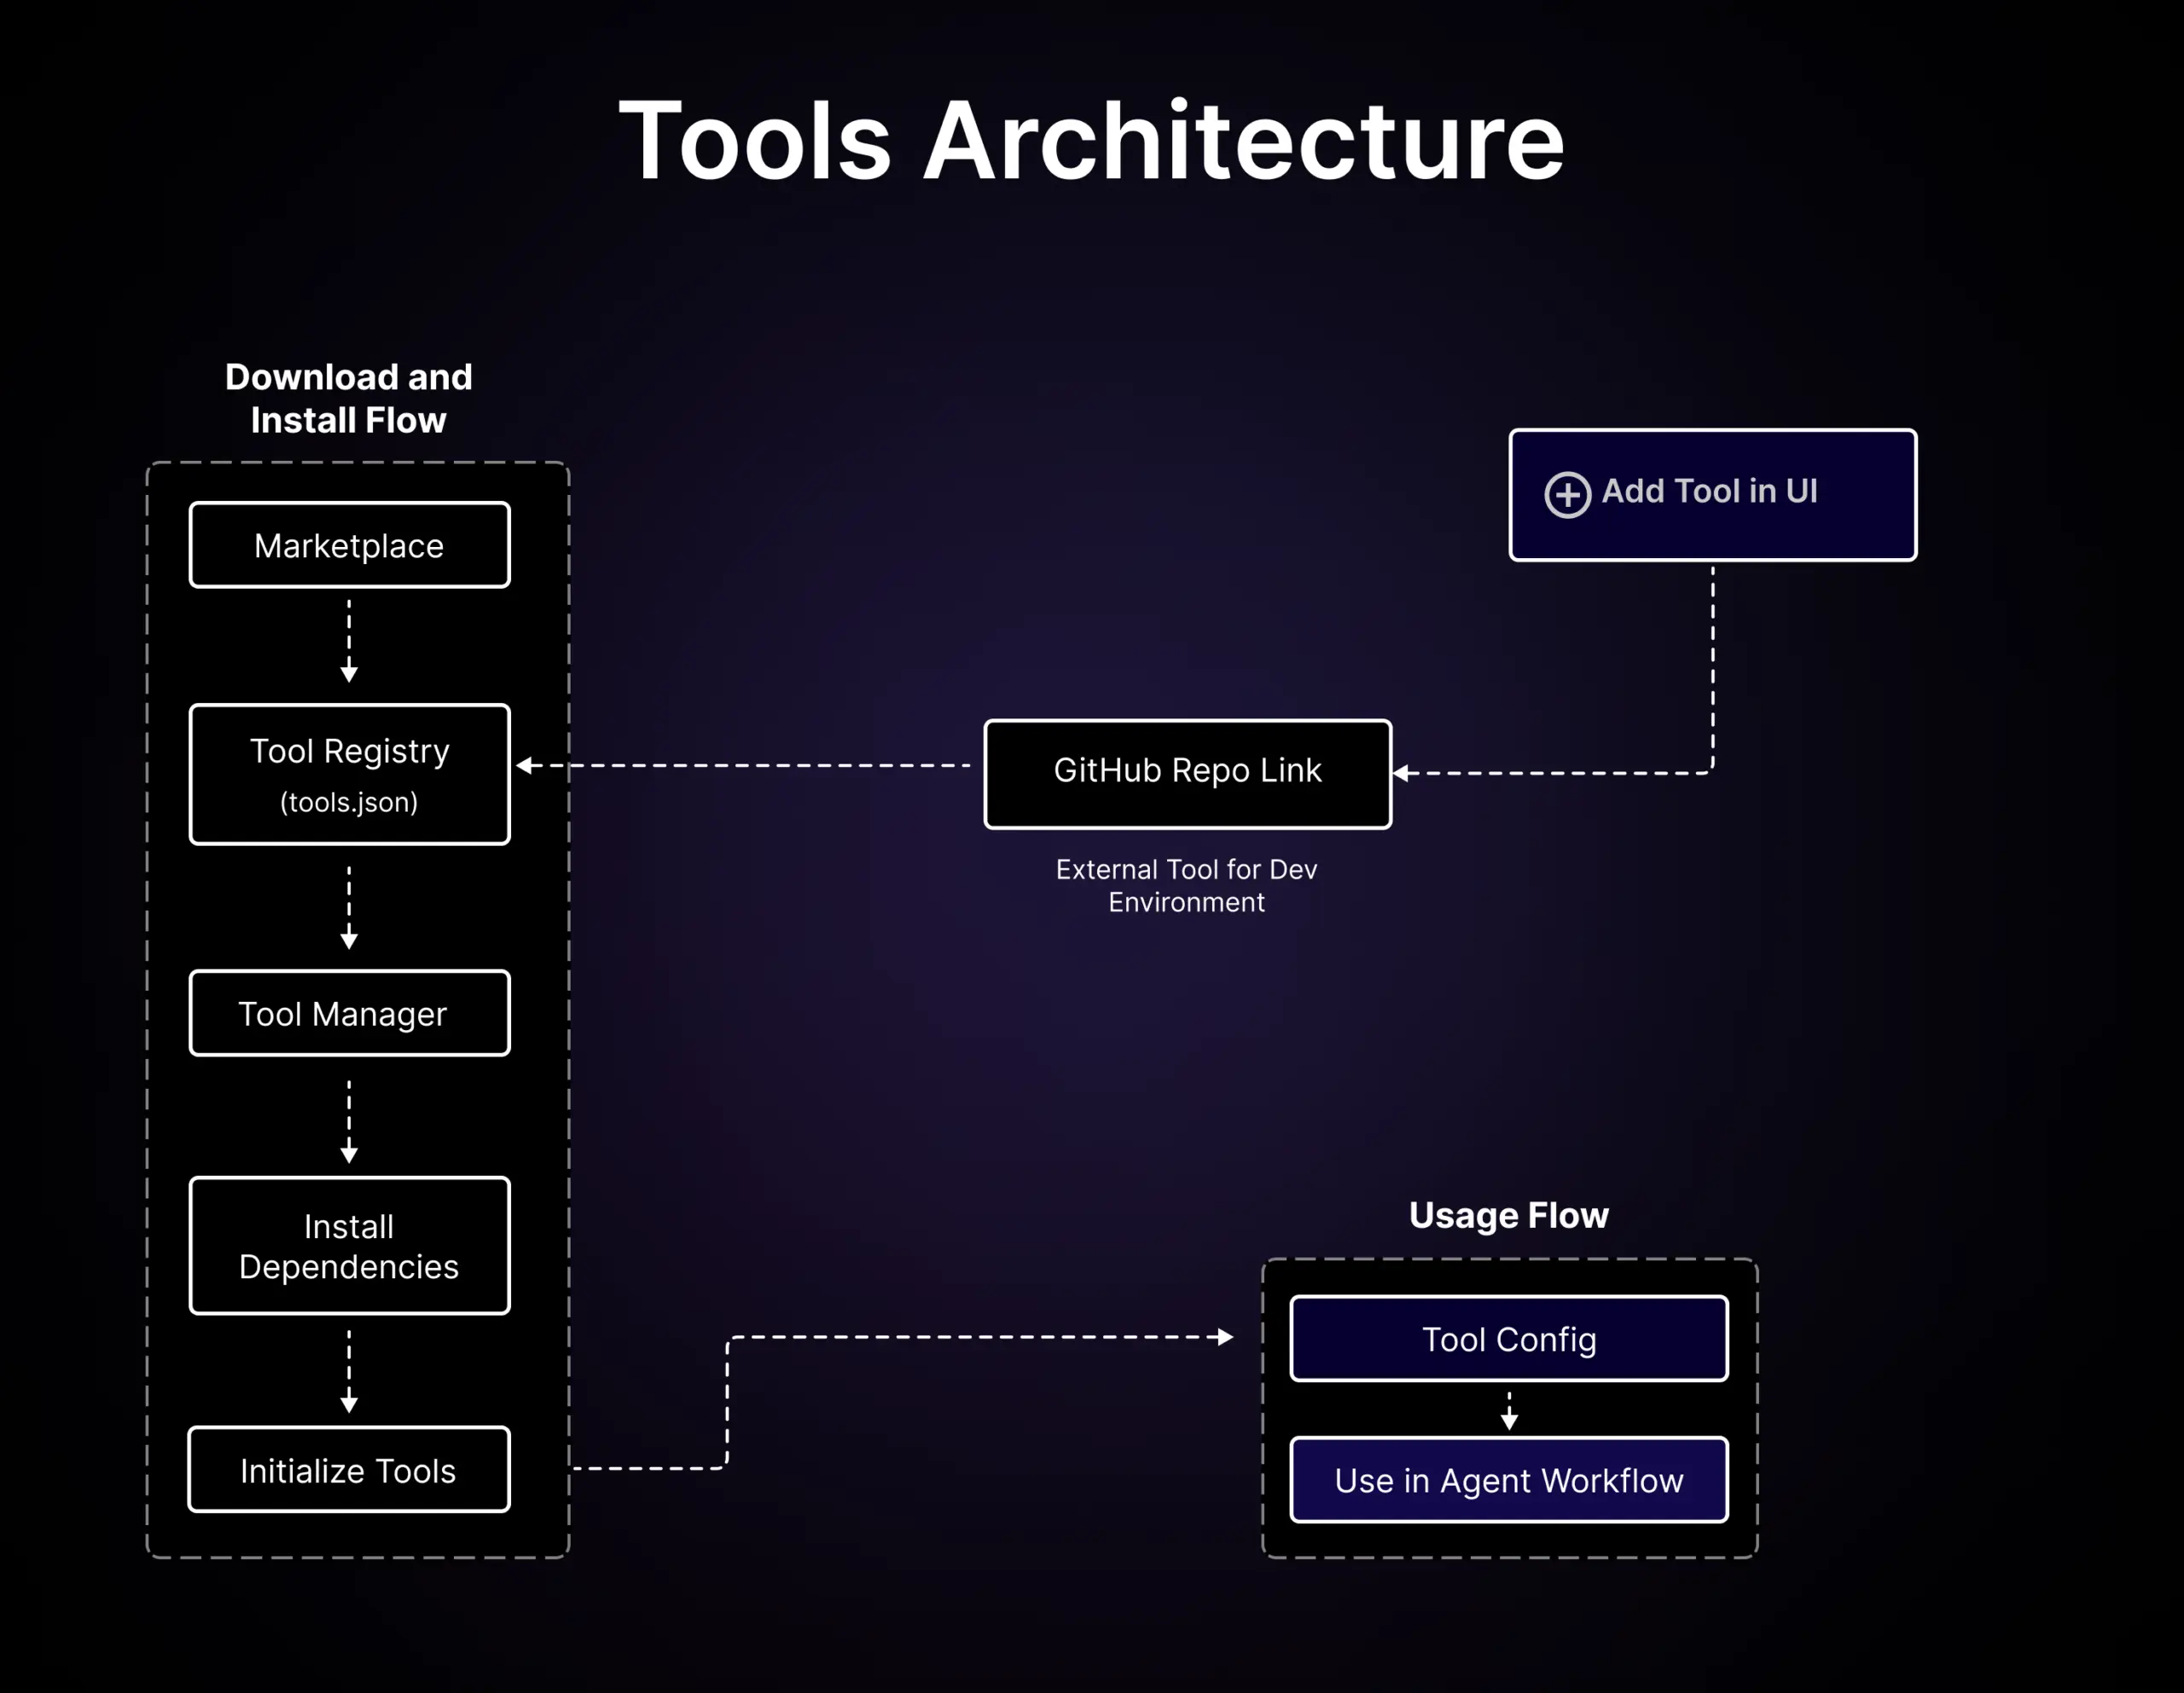 Tools Architecture
Download and
Install Flow
Marketplace
Tool Registry
(tools.json)
Tool Manager
Install
Dependencies
Initialize Tools
Add Tool in UI
GitHub Repo Link
External Tool for Dev
Environment
Usage Flow
Tool Config
Use in Agent Workflow